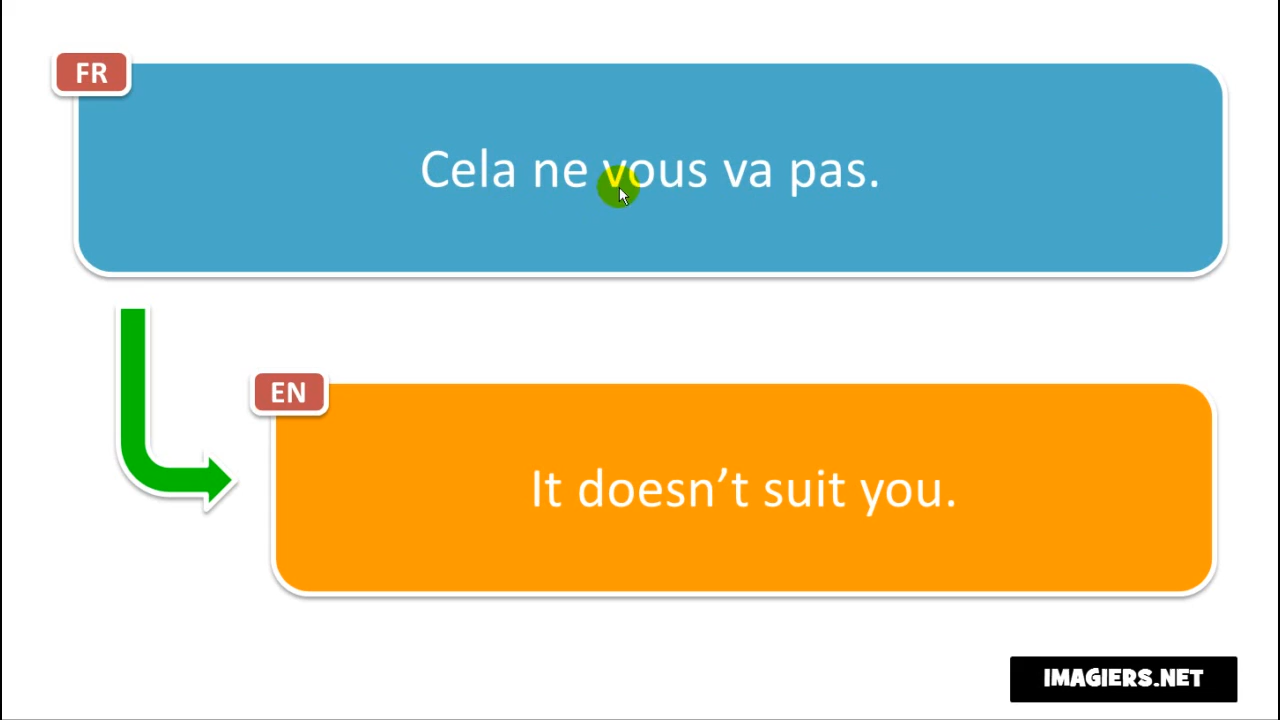 FR
Cela ne vous va pas.
EN
It doesn’t suit you.
IMAGIERS.NET